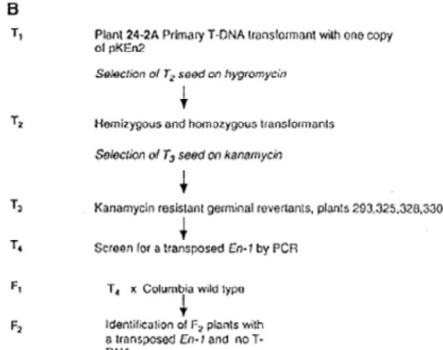 B
T₁ Plant 24-2A Primary T-DNA transformant with one copy
of pKEn2
Selection of T₂ seed on hygromycin
T₂ Hemizygous and homozygous transformants
Selection of T₃ seed on kanamycin
T₃ Kanamycin resistant germinal revertants, plants 293,325,328,330
T₄ Screen for a transposed En-1 by PCR
F₁ T₄ x Columbia wild type
F₂ Identification of F₂ plants with
a transposed En-1 and no T-